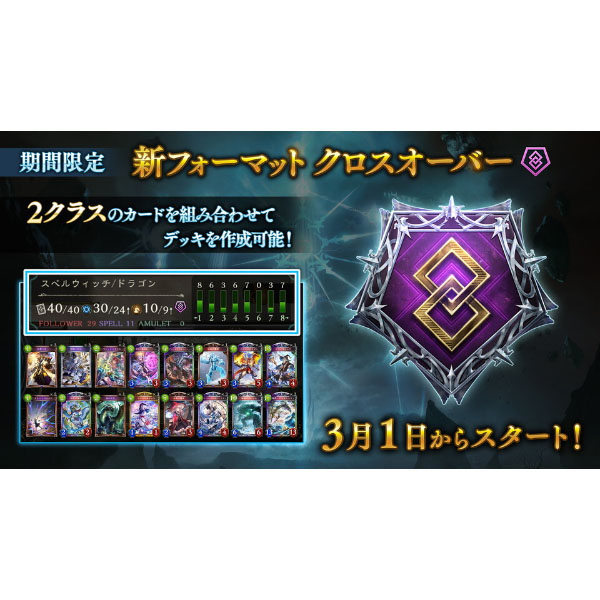 期間限定 新フォーマット クロスオーバー
2クラスのカードを組み合わせて
デッキを作成可能!
スペルウィッチ/ドラゴン
40/40 30/24↑ 10/9↑
8 6 3 6 7 0 3 7
-1 2 3 4 5 6 7 8+
FOLLOWER 29 SPELL 11 AMULET 0
3月1日からスタート!